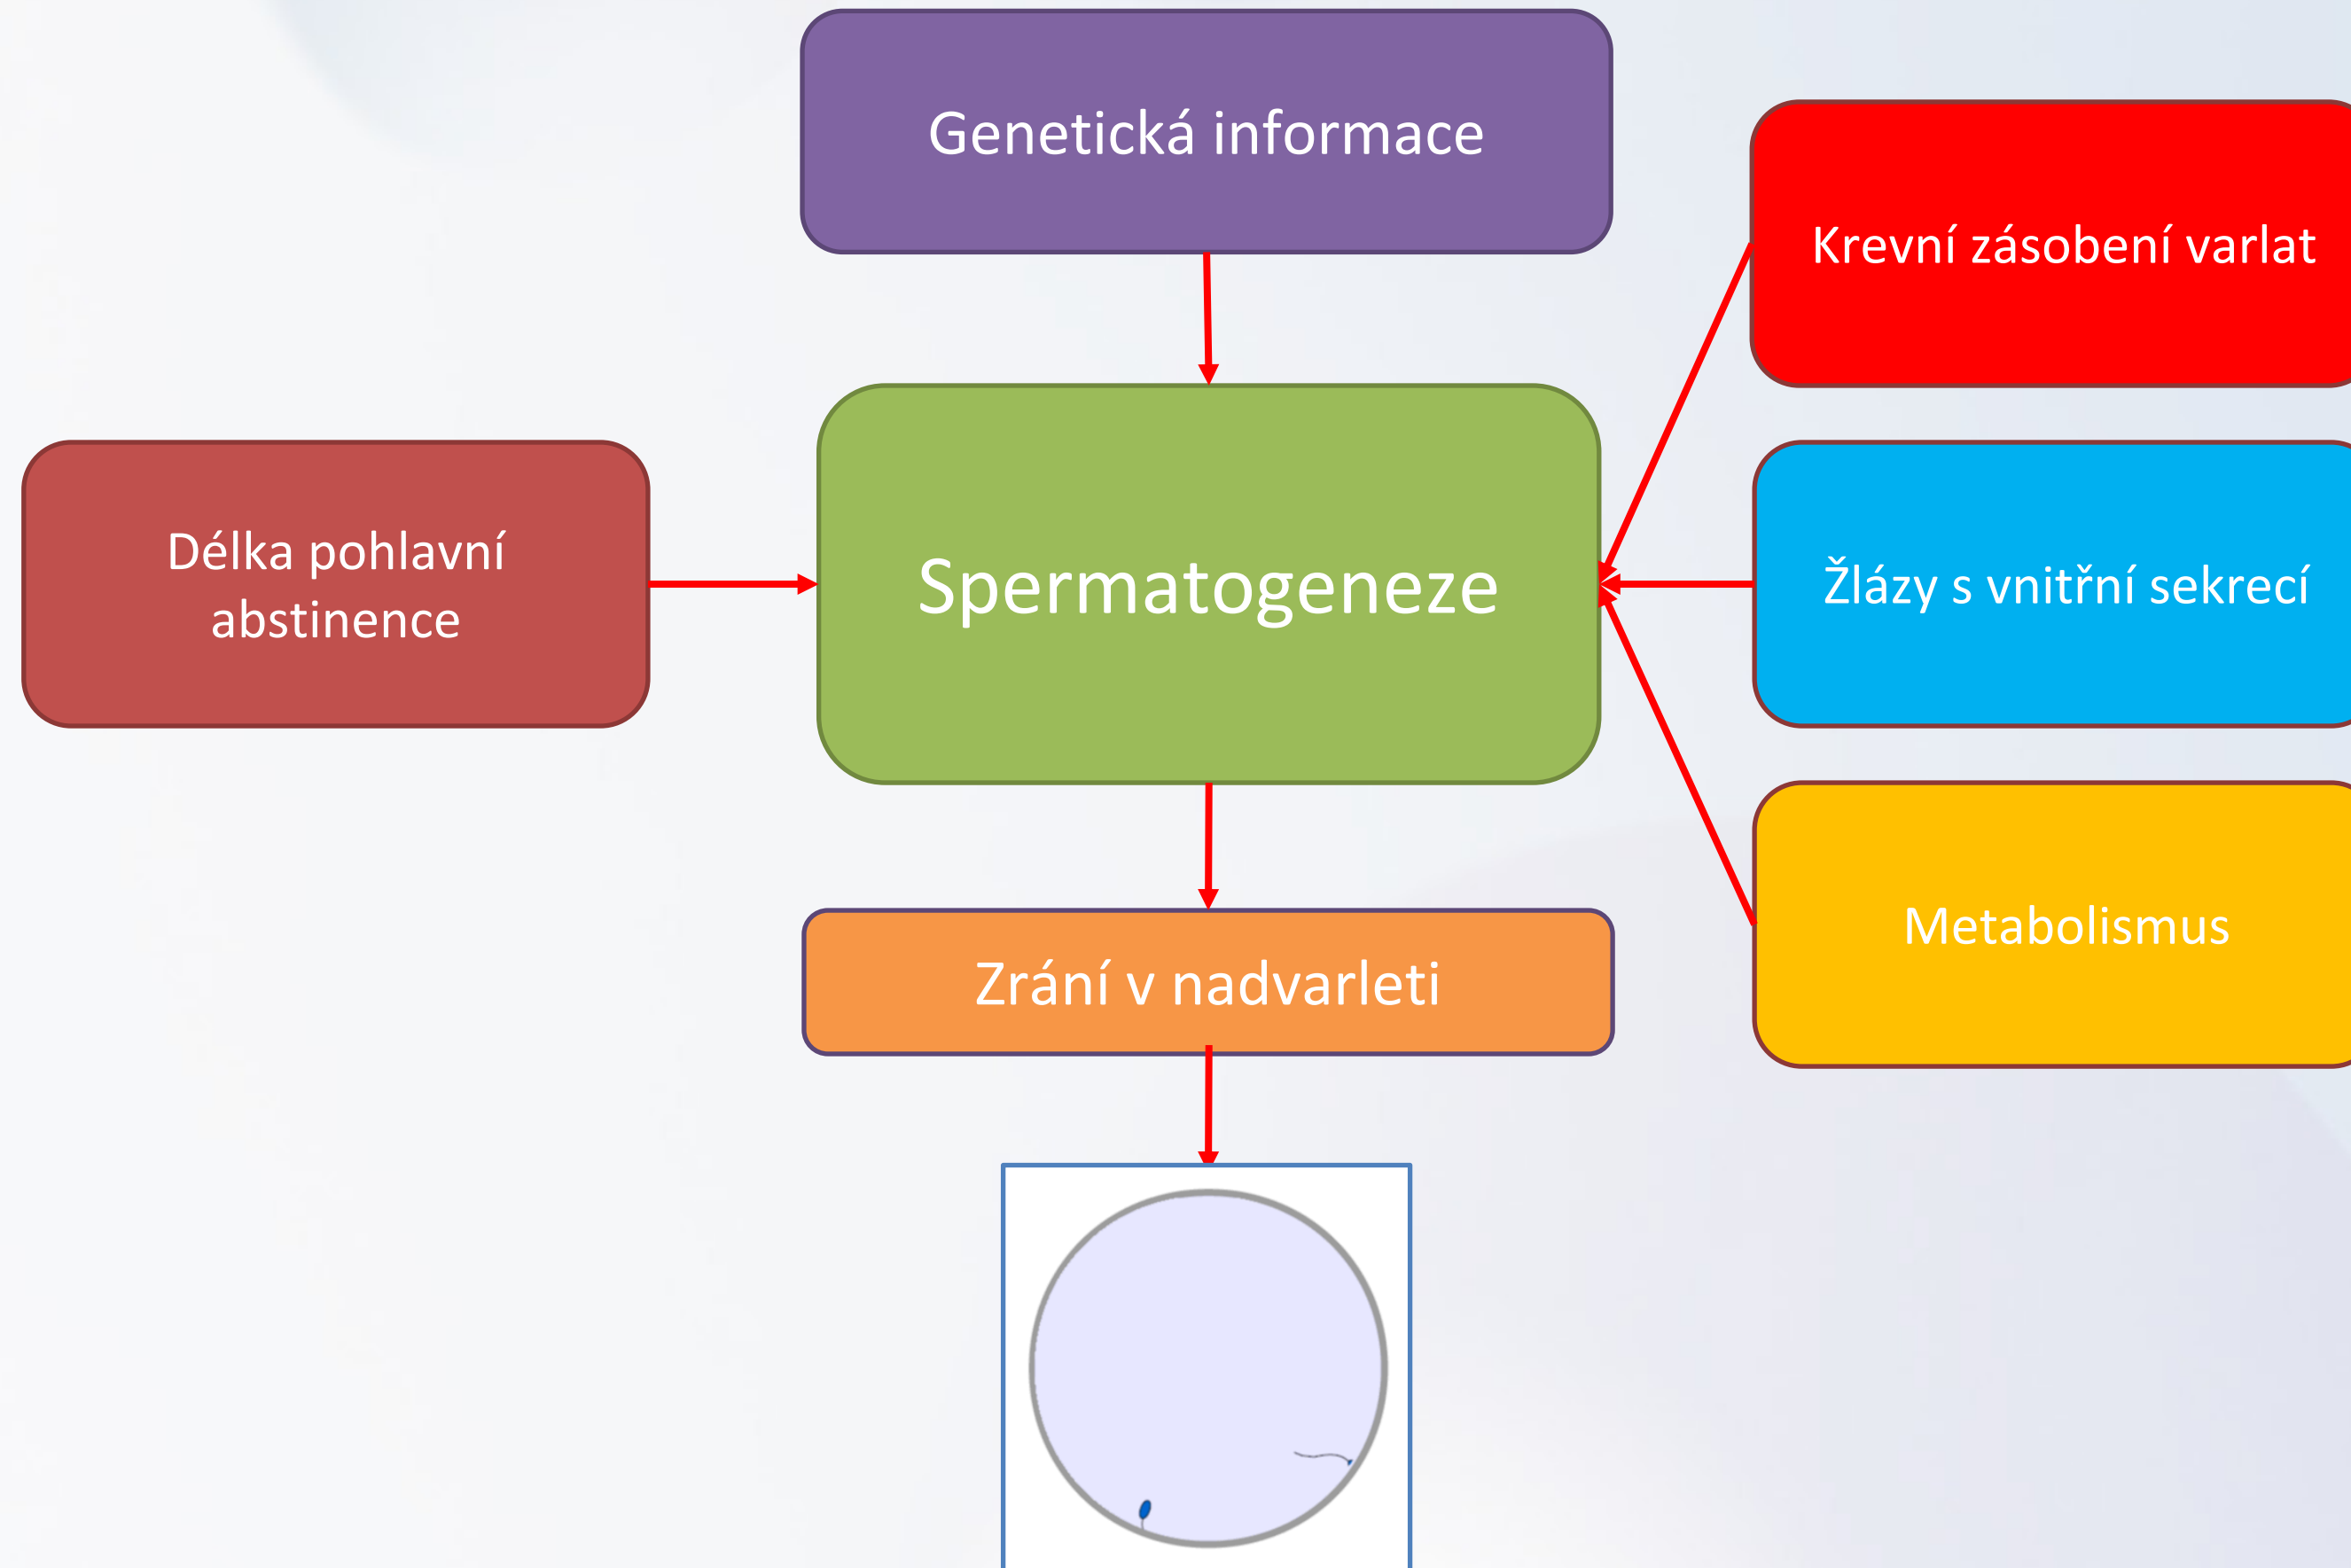 Genetická informace
Krevní zásobení varlat
Délka pohlavní
abstinence
Spermatogeneze
Žlázy s vnitřní sekrecí
Zrání v nadvarleti
Metabolismus